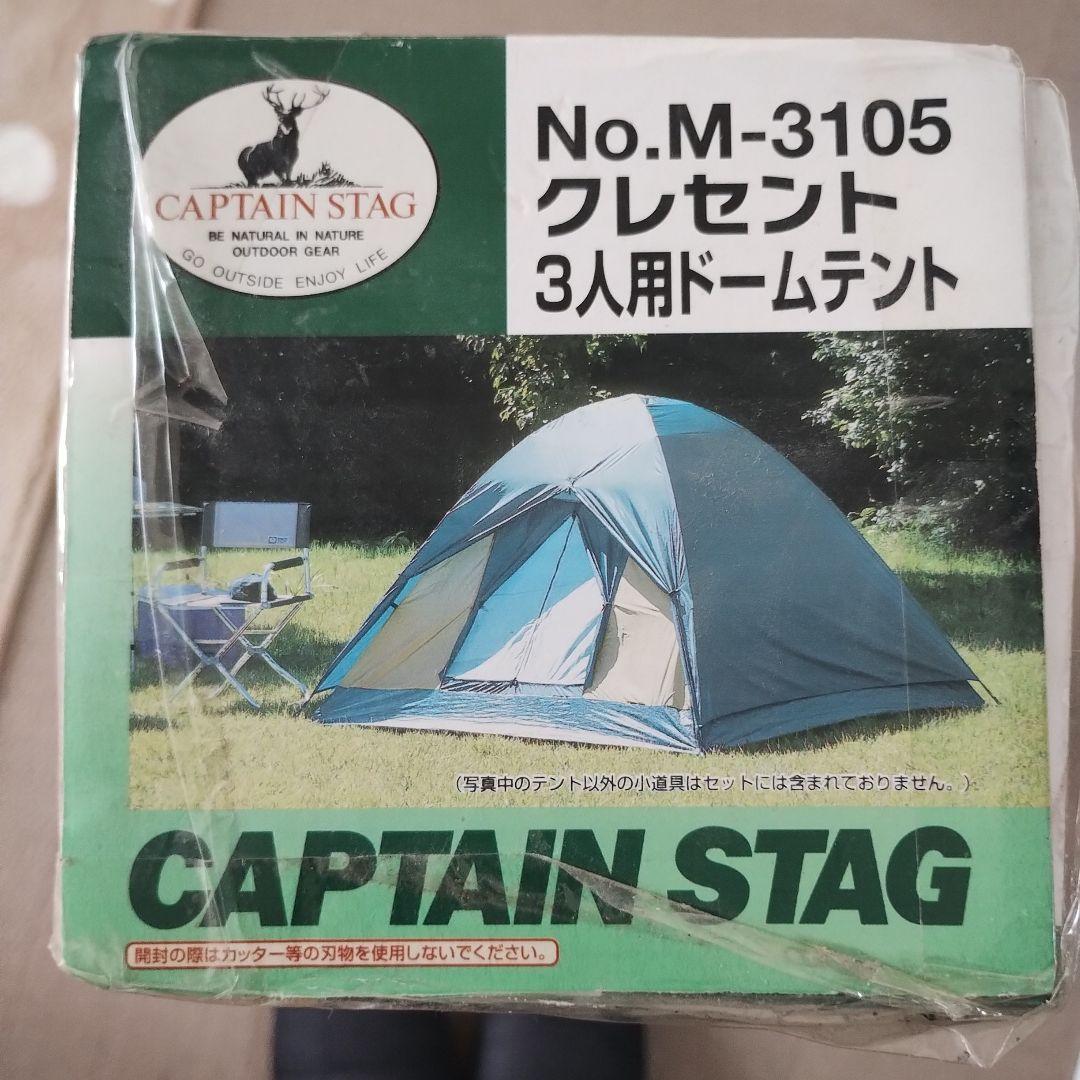 CAPTAIN STAG
BE NATURAL IN NATURE
OUTDOOR GEAR
GO OUTSIDE ENJOY LIFE
No.M-3105
クレセント
3人用ドームテント
(写真中のテント以外の小道具はセットには含まれておりません。)
CAPTAIN STAG
開封の際はカッター等の刃物を使用しないでください。